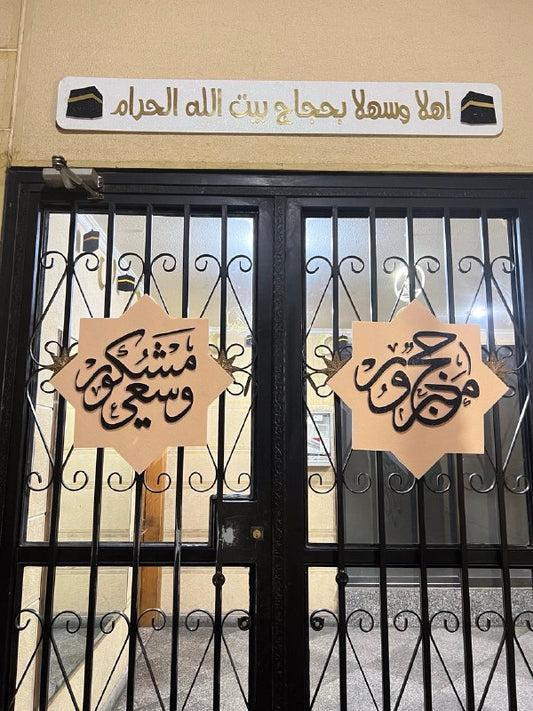 اهلا وسهلا بحجاج بيت الله الحرام
حج مبرور
وسعي مشكور